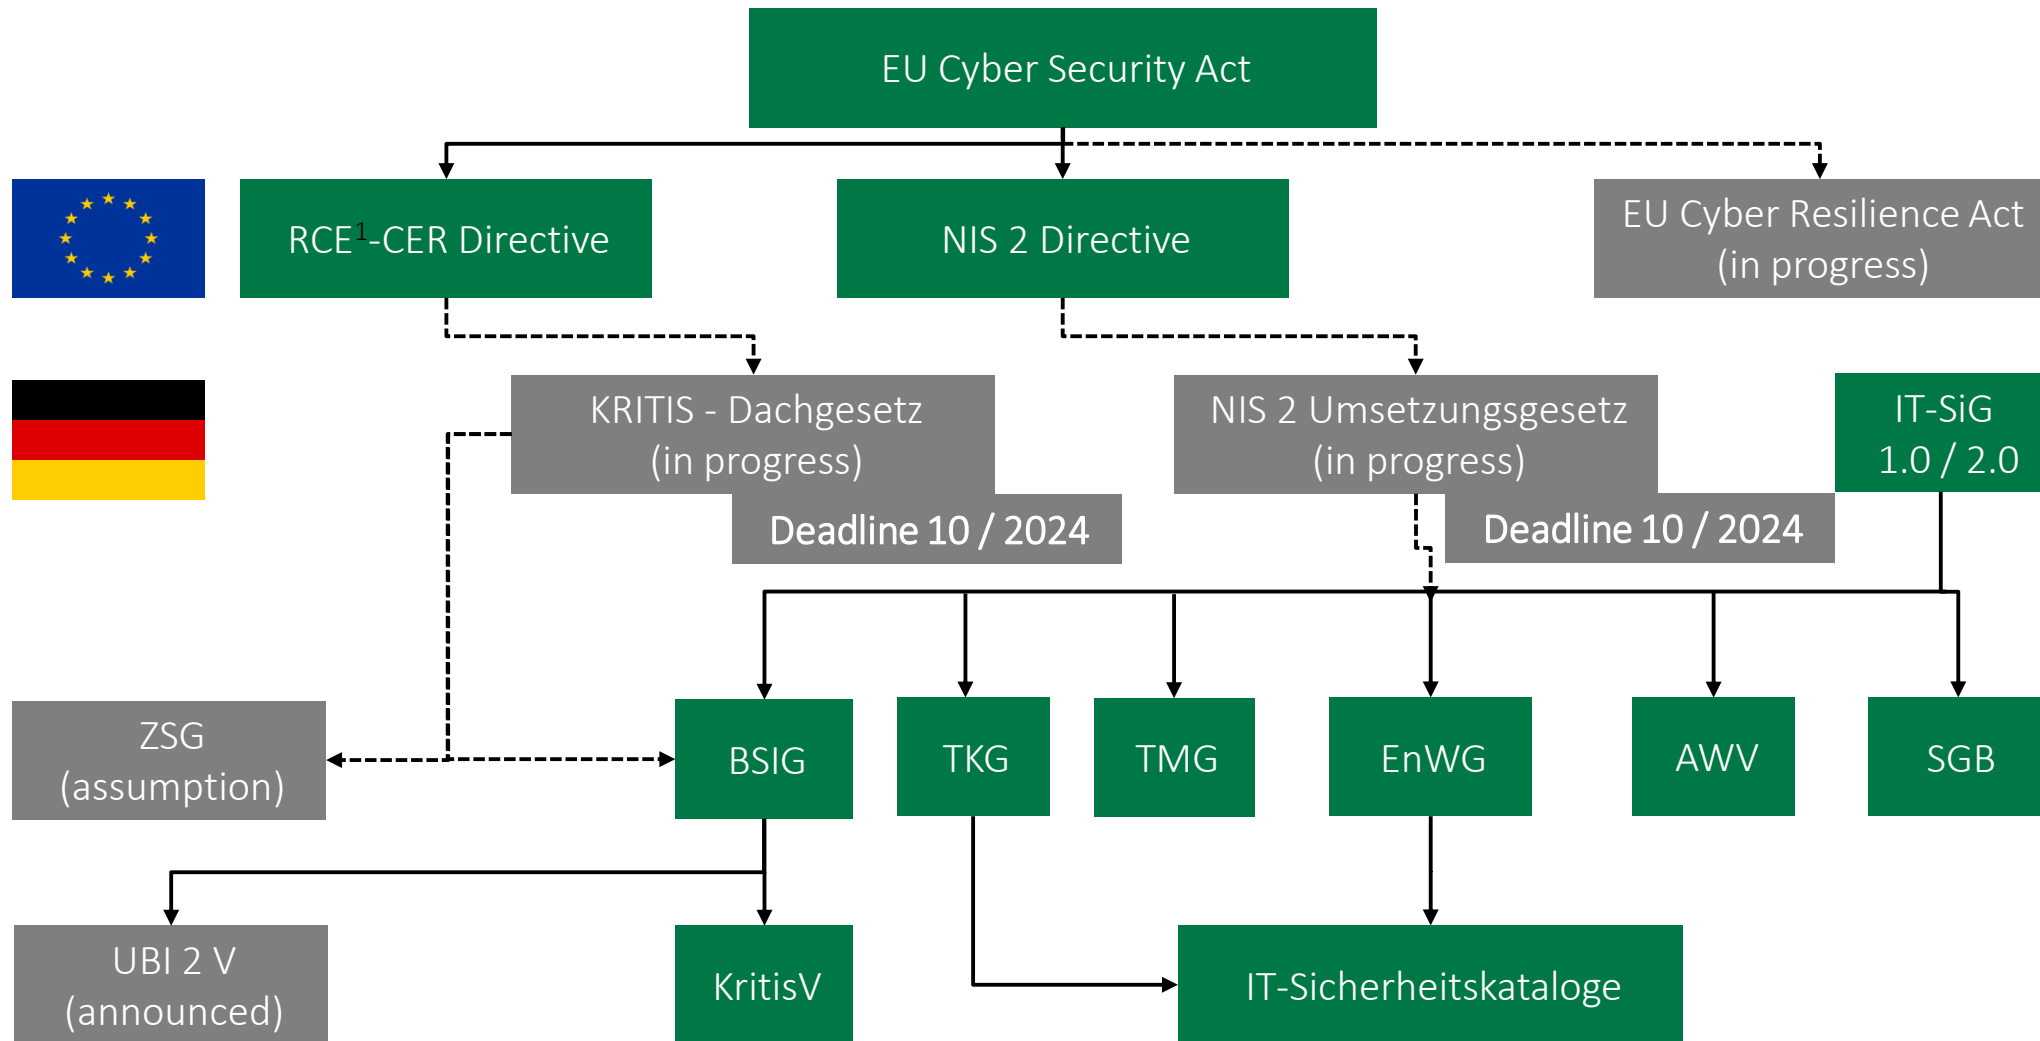 EU Cyber Security Act
RCE¹-CER Directive
NIS 2 Directive
EU Cyber Resilience Act
(in progress)
KRITIS - Dachgesetz
(in progress)
Deadline 10 / 2024
NIS 2 Umsetzungsgesetz
(in progress)
Deadline 10 / 2024
IT-SiG
1.0 / 2.0
ZSG
(assumption)
BSIG
TKG
TMG
EnWG
AWV
SGB
UBI 2 V
(announced)
KritisV
IT-Sicherheitskataloge